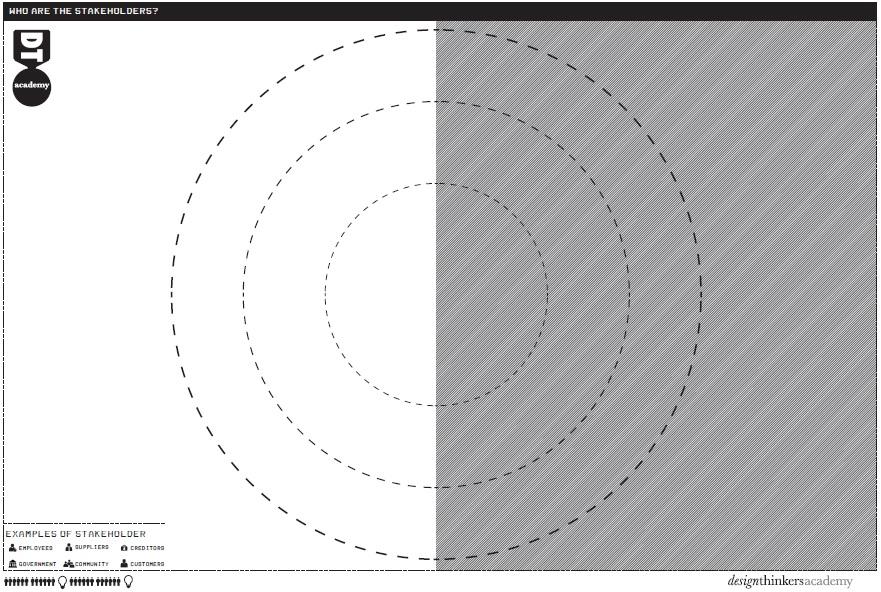 WHO ARE THE STAKEHOLDERS?
DT
academy
EXAMPLES OF STAKEHOLDER
EMPLOYEES SUPPLIERS CREDITORS
GOVERNMENT COMMUNITY CUSTOMERS
designthinkersacademy